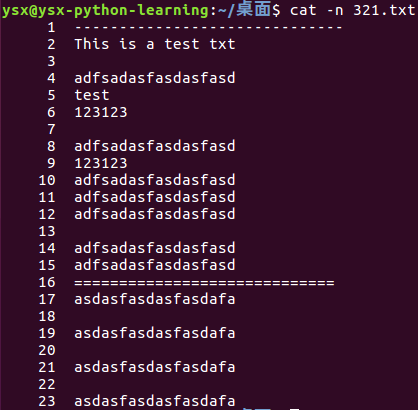 ysx@ysx-python-learning:~/桌面$ cat -n 321.txt
1 ------------------------------
2 This is a test txt
3
4 adfsadasfasdasfasd
5 test
6 123123
7
8 adfsadasfasdasfasd
9 123123
10 adfsadasfasdasfasd
11 adfsadasfasdasfasd
12 adfsadasfasdasfasd
13
14 adfsadasfasdasfasd
15 adfsadasfasdasfasd
16 =============================
17 asdasfasdasfasdafa
18
19 asdasfasdasfasdafa
20
21 asdasfasdasfasdafa
22
23 asdasfasdasfasdafa